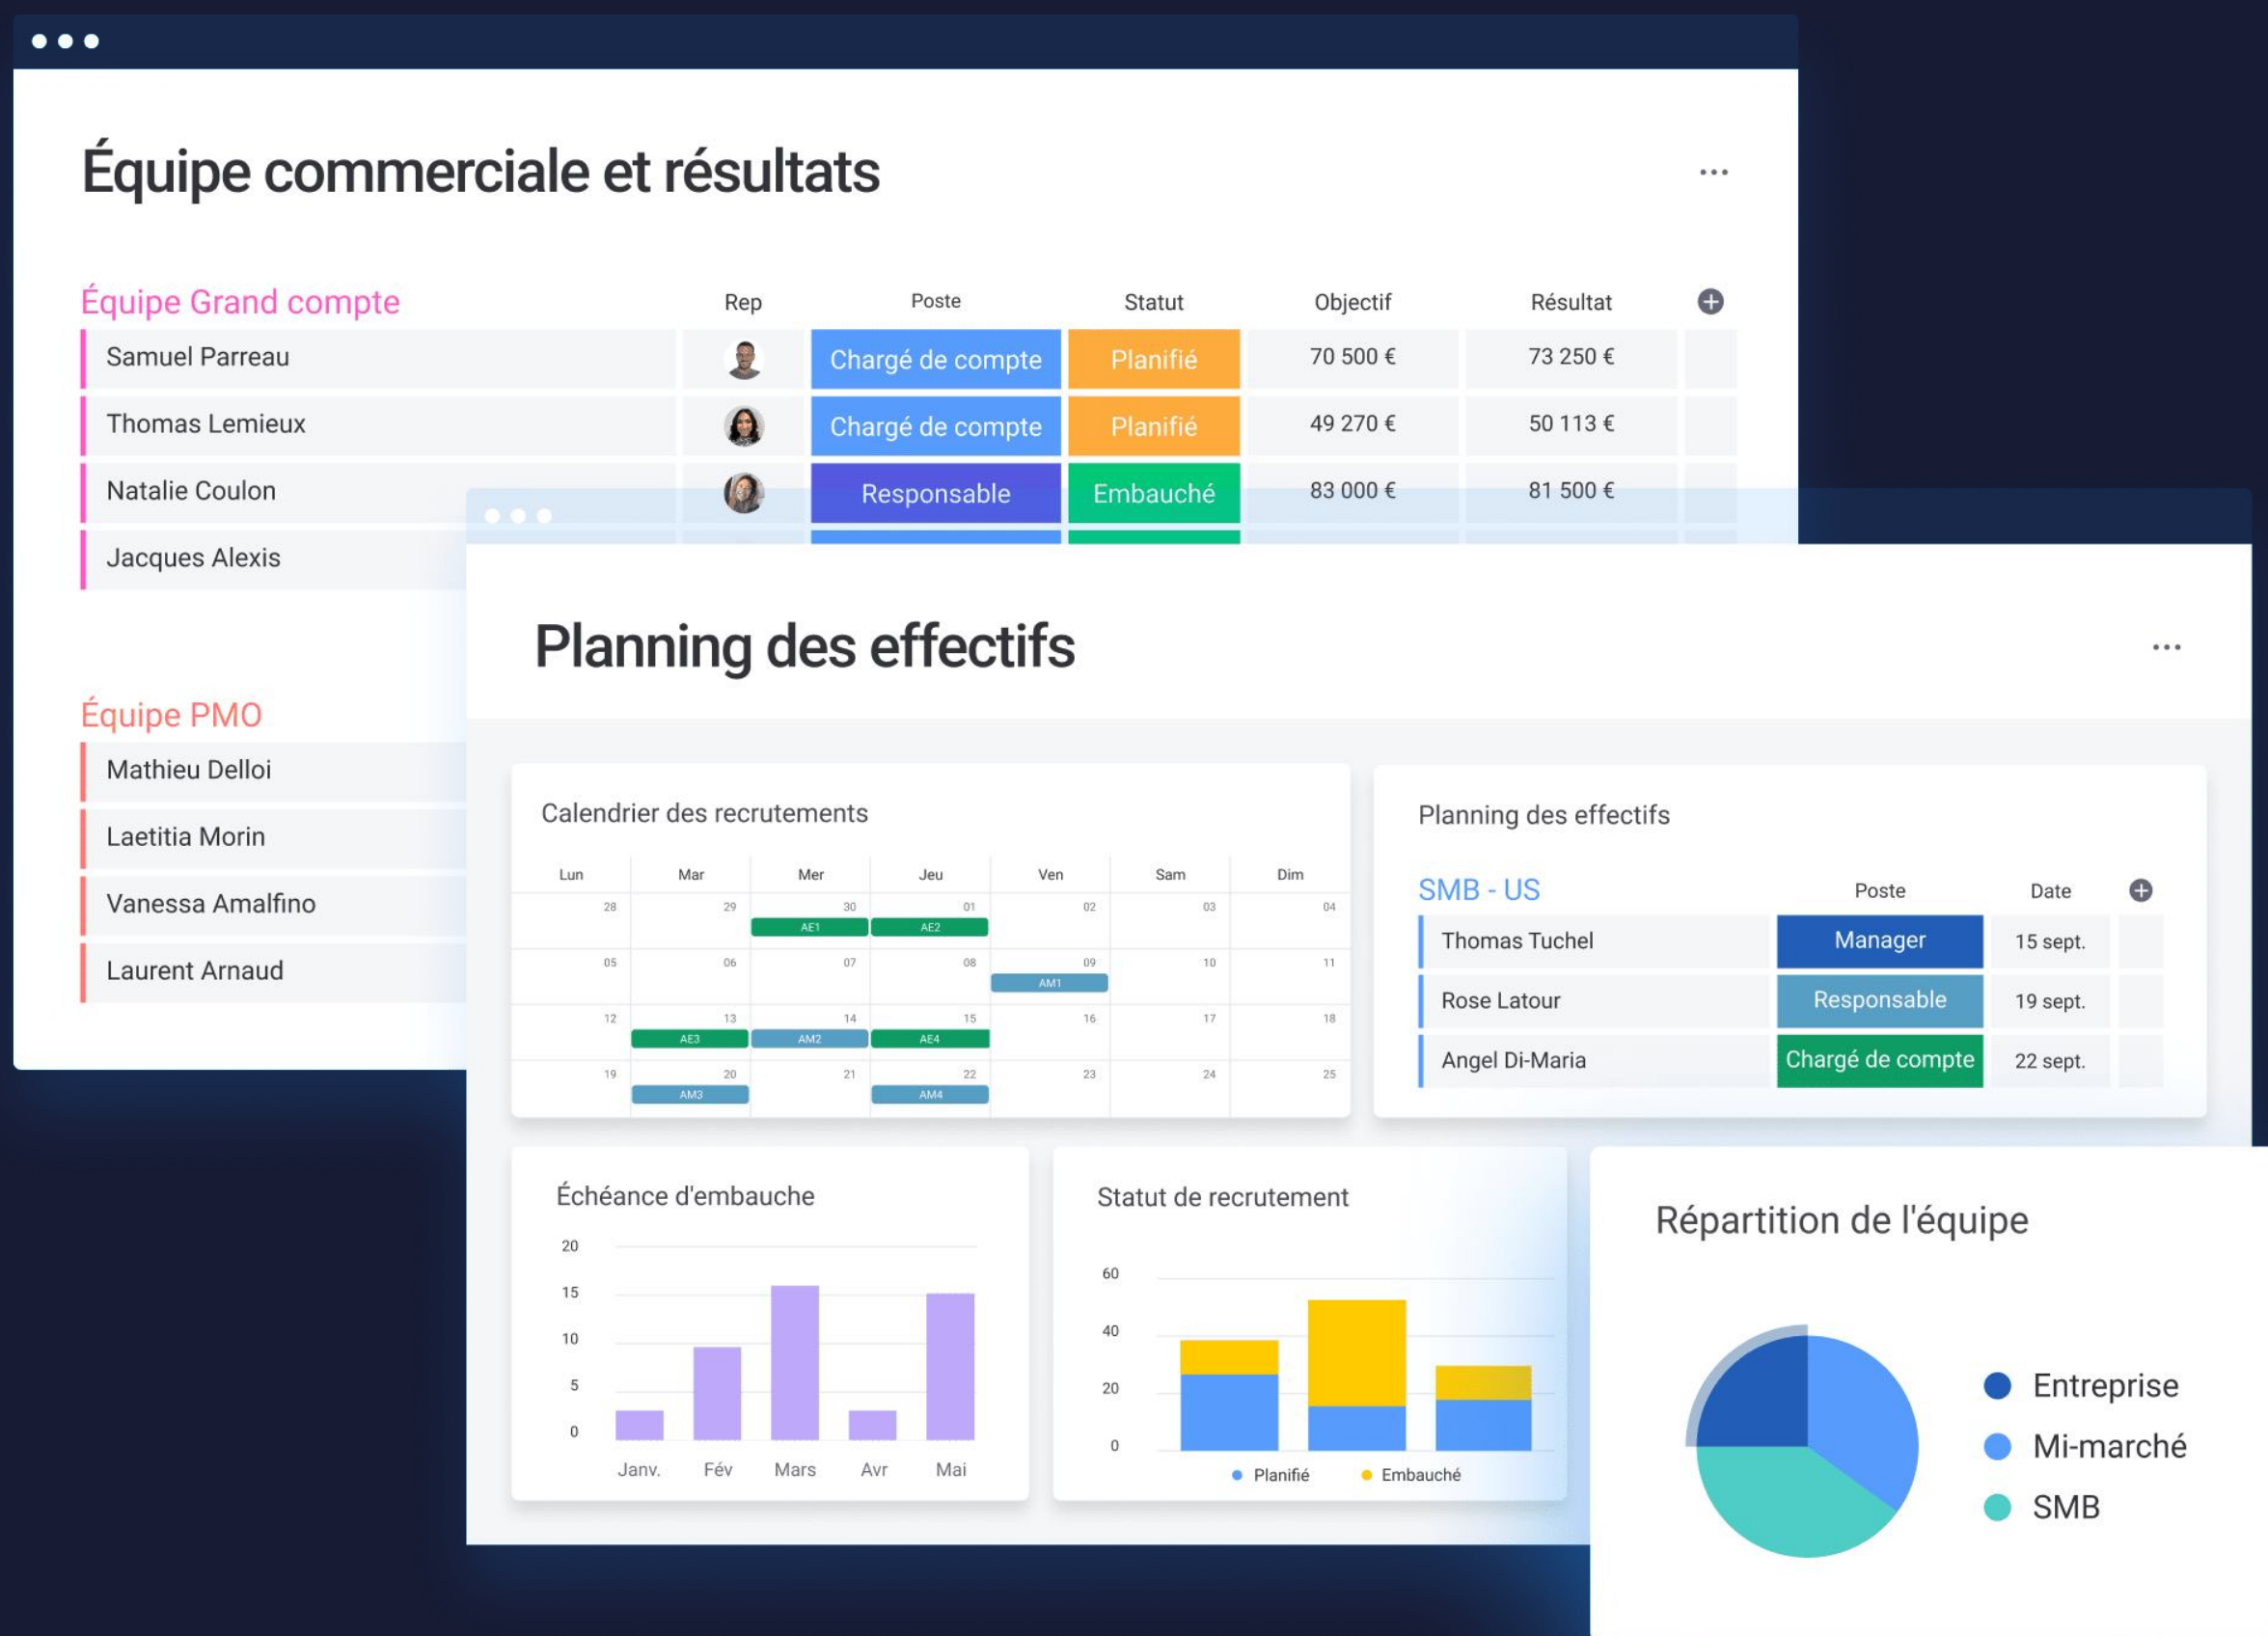 Équipe commerciale et résultats
Équipe Grand compte Rep Poste Statut Objectif Résultat
Samuel Parreau Chargé de compte Planifié 70 500 € 73 250 €
Thomas Lemieux Chargé de compte Planifié 49 270 € 50 113 €
Natalie Coulon Responsable Embauché 83 000 € 81 500 €
Jacques Alexis
Équipe PMO
Mathieu Delloi
Laetitia Morin
Vanessa Amalfino
Laurent Arnaud
Planning des effectifs
Calendrier des recrutements
Lun Mar Mer Jeu Ven Sam Dim
28 29 30 01 02 03 04
AE1 AE2
05 06 07 08 09 10 11
AM1
12 13 14 15 16 17 18
AE3 AM2 AE4
19 20 21 22 23 24 25
AM3 AM4
Planning des effectifs
SMB - US Poste Date
Thomas Tuchel Manager 15 sept.
Rose Latour Responsable 19 sept.
Angel Di-Maria Chargé de compte 22 sept.
Échéance d'embauche
20
15
10
5
0
Janv. Fév Mars Avr Mai
Statut de recrutement
60
40
20
0
Planifié Embauché
Répartition de l'équipe
Entreprise
Mi-marché
SMB